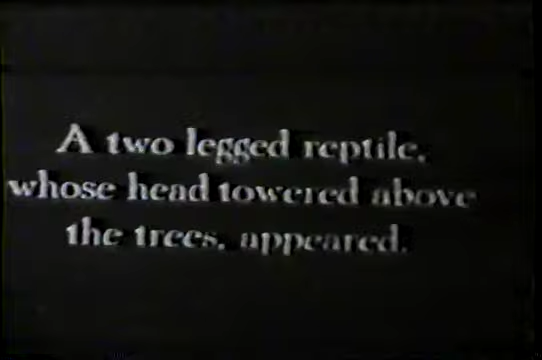 A two legged reptile,
whose head towered above
the trees, appeared.